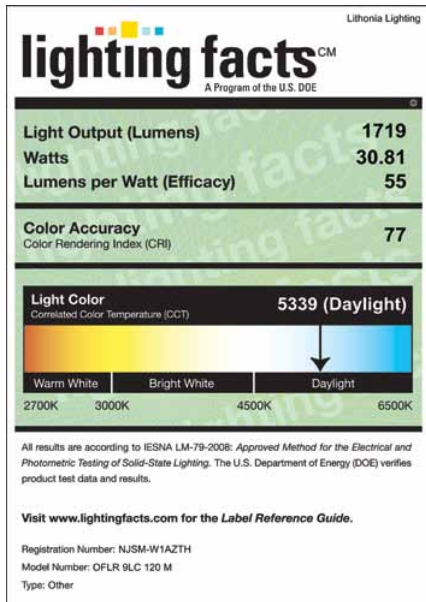 Lithonia Lighting
lighting facts CM
A Program of the U.S. DOE
Light Output (Lumens) 1719
Watts 30.81
Lumens per Watt (Efficacy) 55
Color Accuracy 77
Color Rendering Index (CRI)
Light Color 5339 (Daylight)
Correlated Color Temperature (CCT)
Warm White Bright White Daylight
2700K 3000K 4500K 6500K
All results are according to IESNA LM-79-2008: Approved Method for the Electrical and
Photometric Testing of Solid-State Lighting. The U.S. Department of Energy (DOE) verifies
product test data and results.
Visit www.lightingfacts.com for the Label Reference Guide.
Registration Number: NJSM-W1AZTH
Model Number: OFLR 9LC 120 M
Type: Other